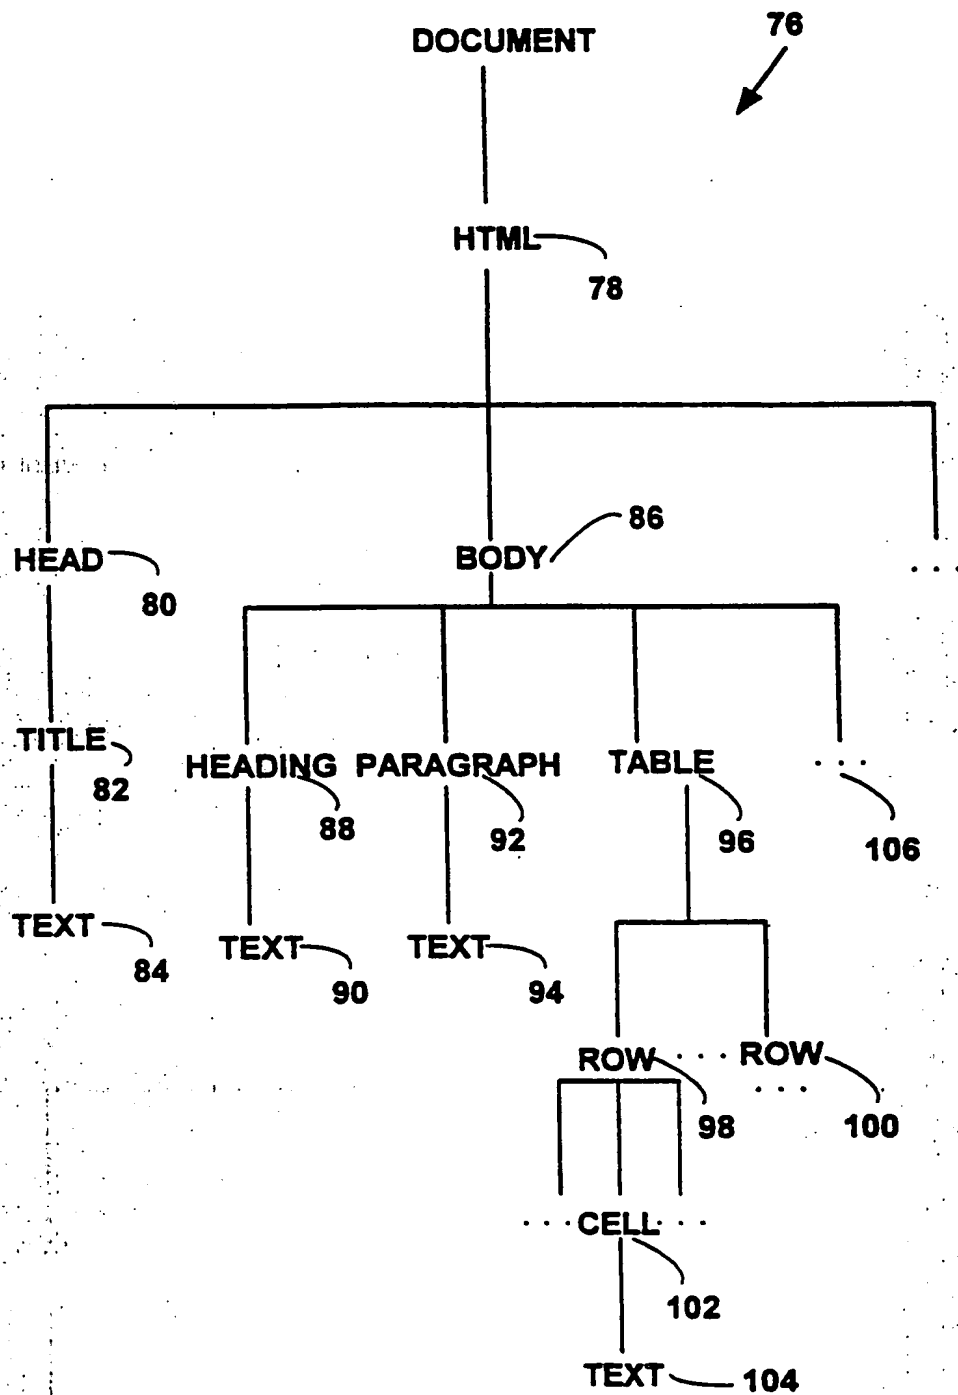 76
DOCUMENT
HTML
78
86
HEAD
BODY
. . .
80
TITLE
HEADING PARAGRAPH TABLE . . .
82
88 92 96 106
TEXT
TEXT TEXT
84
90 94
ROW . . . ROW
. . .
98 100
. . . CELL . . .
102
TEXT 104